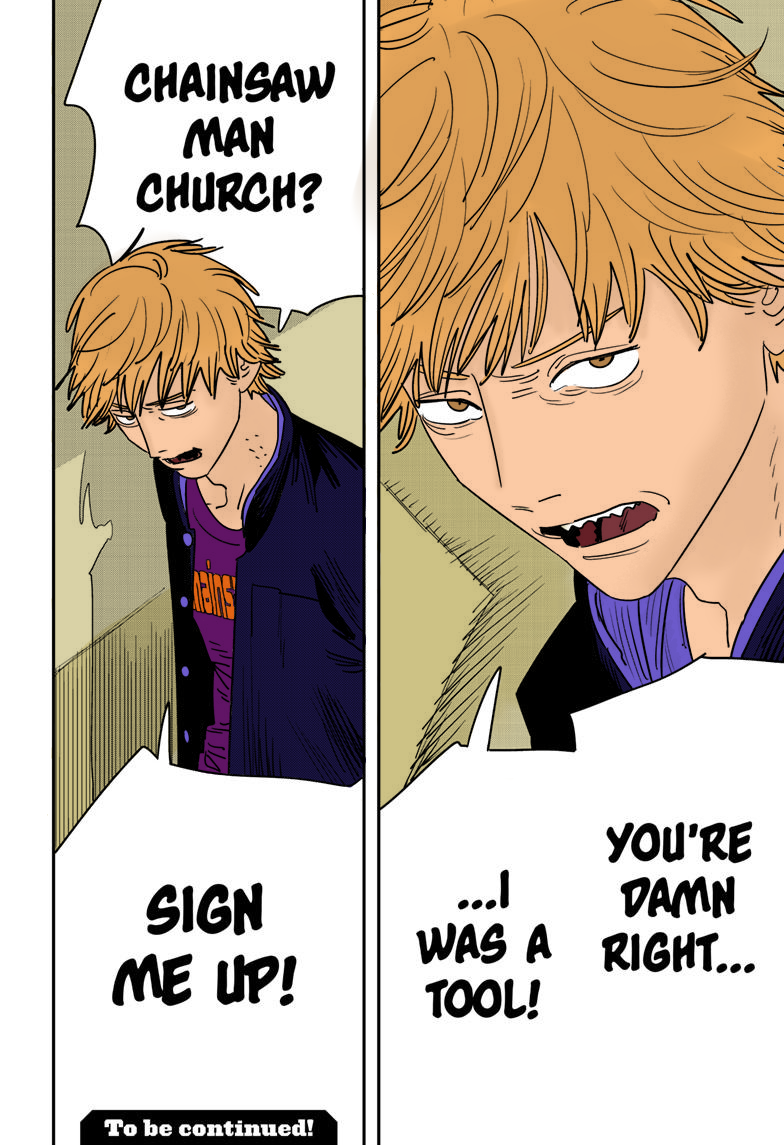 YOU'RE
DAMN
RIGHT...
...I
WAS A
TOOL!
CHAINSAW
MAN
CHURCH?
SIGN
ME UP!
To be continued!